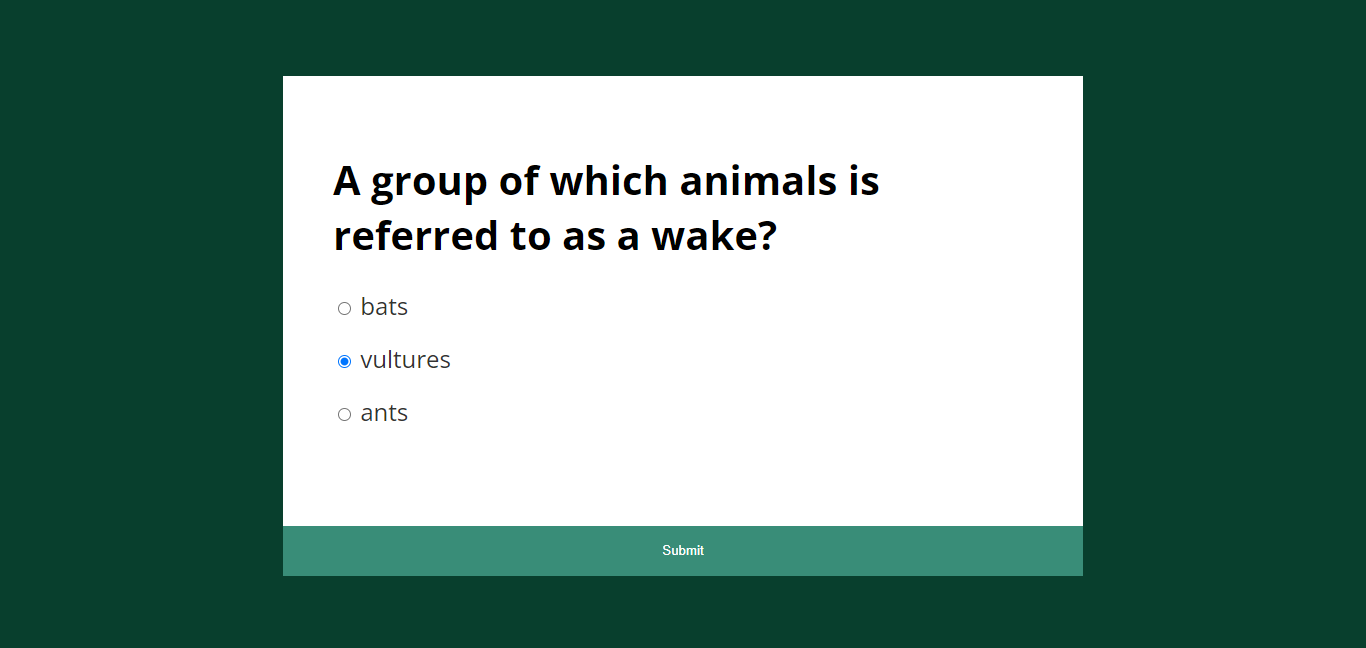 A group of which animals is
referred to as a wake?
bats
vultures
ants
Submit